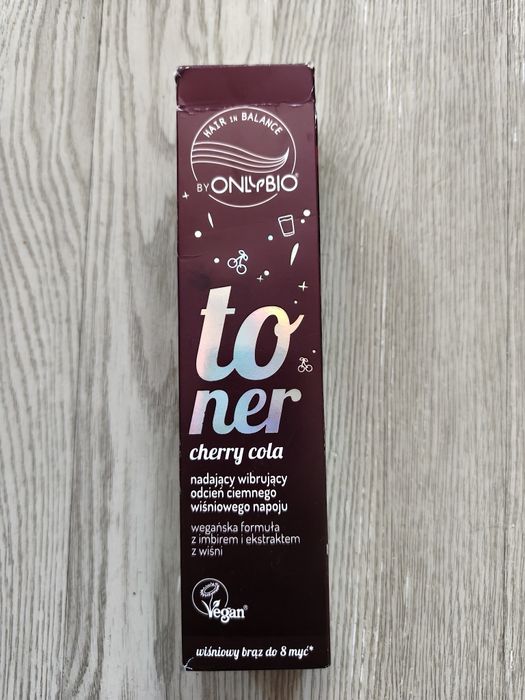 HAIR IN BALANCE
BY ONLYBIO®
to
ner
cherry cola
nadający wibrujący
odcień ciemnego
wiśniowego napoju
wegańska formuła
z imbirem i ekstraktem
z wiśni
Vegan®
wiśniowy brąz do 8 myć*